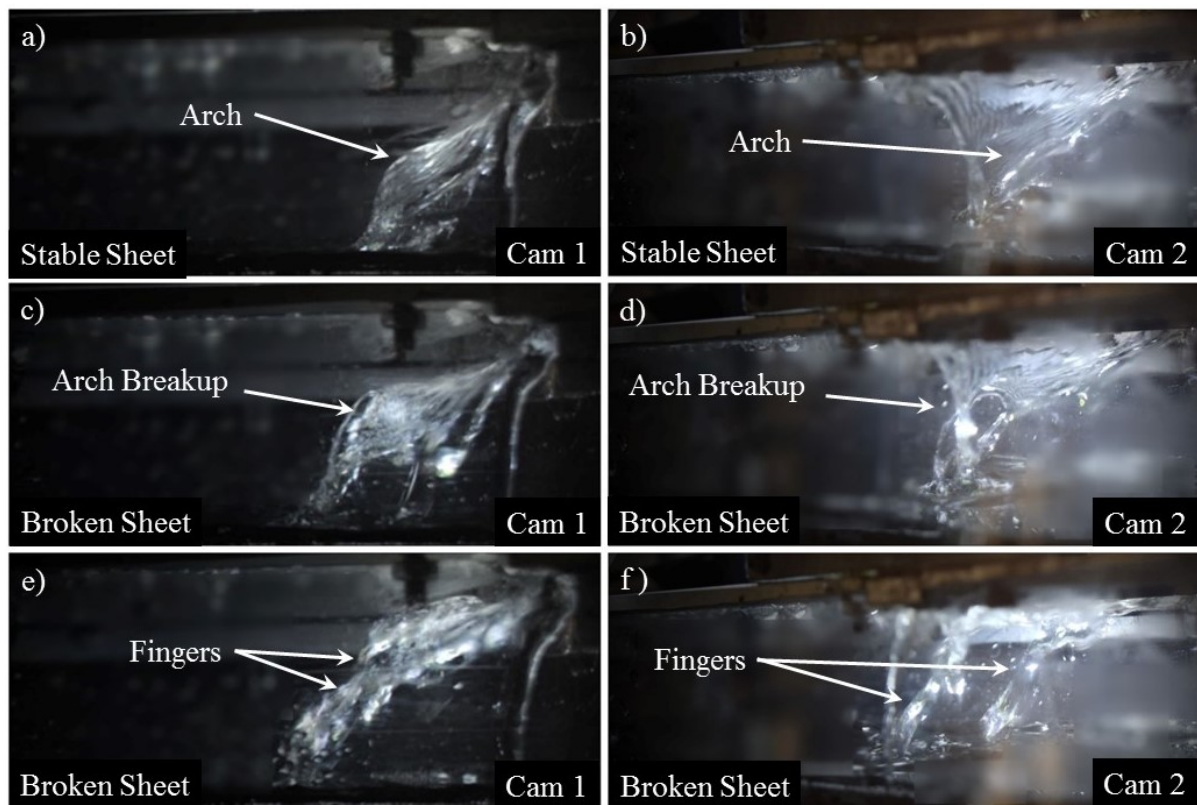 a)
Arch
Stable Sheet
Cam 1
b)
Arch
Stable Sheet
Cam 2
c)
Arch Breakup
Broken Sheet
Cam 1
d)
Arch Breakup
Broken Sheet
Cam 2
e)
Fingers
Broken Sheet
Cam 1
f)
Fingers
Broken Sheet
Cam 2